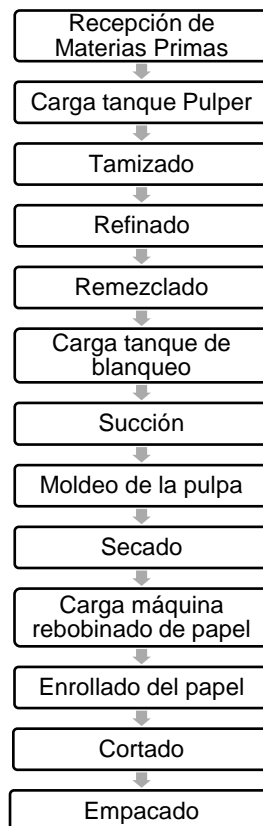 Recepción de
Materias Primas
Carga tanque Pulper
Tamizado
Refinado
Remezclado
Carga tanque de
blanqueo
Succión
Moldeo de la pulpa
Secado
Carga máquina
rebobinado de papel
Enrollado del papel
Cortado
Empacado